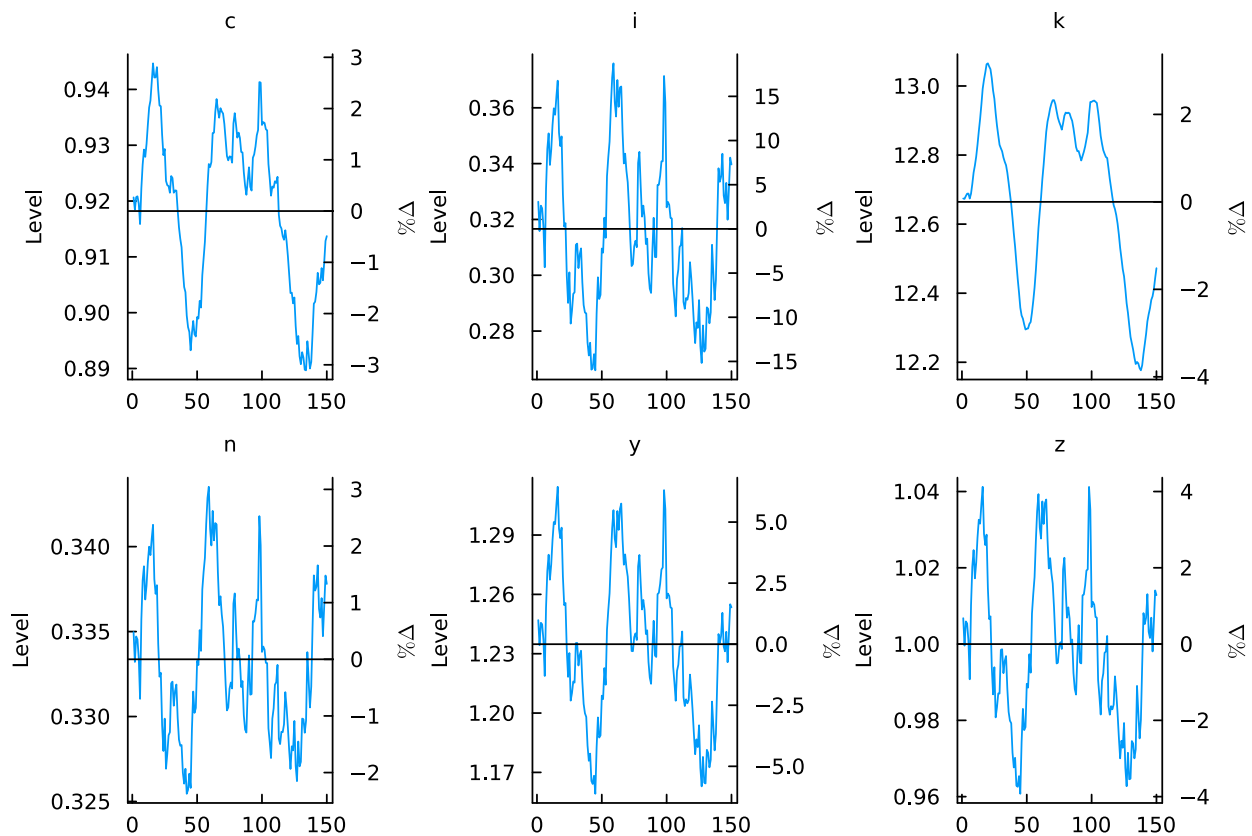 c
Level
0.94
0.93
0.92
0.91
0.90
0.89
3
2
1
0
−1
−2
−3
%Δ
0 50 100 150
i
Level
0.36
0.34
0.32
0.30
0.28
15
10
5
0
−5
−10
−15
%Δ
0 50 100 150
k
Level
13.0
12.8
12.6
12.4
12.2
2
0
−2
−4
%Δ
0 50 100 150
n
Level
0.340
0.335
0.330
0.325
3
2
1
0
−1
−2
%Δ
0 50 100 150
y
Level
1.29
1.26
1.23
1.20
1.17
5.0
2.5
0.0
−2.5
−5.0
%Δ
0 50 100 150
z
Level
1.04
1.02
1.00
0.98
0.96
4
2
0
−2
−4
%Δ
0 50 100 150